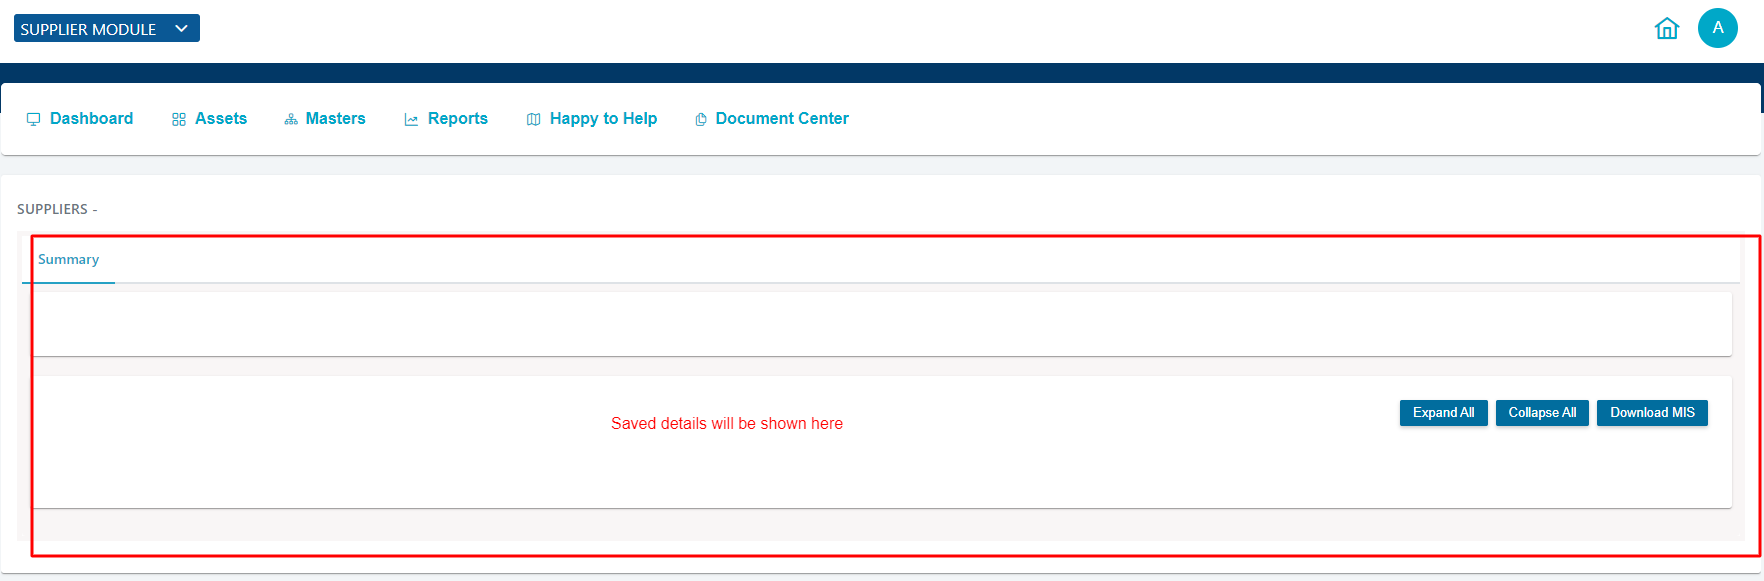 SUPPLIER MODULE
A
Dashboard Assets Masters Reports Happy to Help Document Center
SUPPLIERS -
Summary
Expand All Collapse All Download MIS
Saved details will be shown here